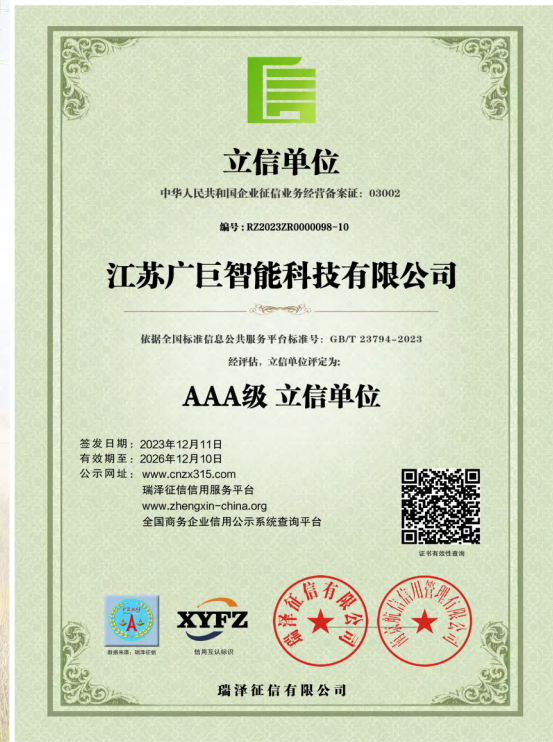 立信单位
中华人民共和国企业征信业务经营备案证：03002
编号：RZ2023ZR0000098-10
江苏广巨智能科技有限公司
依据全国标准信息公共服务平台标准号：GB/T 23794-2023
经评估，立信单位评定为:
AAA级 立信单位
签发日期：2023年12月11日
有效期至：2026年12月10日
公示网址：www.cnzx315.com
瑞泽征信信用服务平台
www.zhengxin-china.org
全国商务企业信用公示系统查询平台
证书有效性查询
A
数据来源：瑞泽征信
XYFZ
信用互认标识
瑞泽征信有限公司
瑞泽征信有限公司